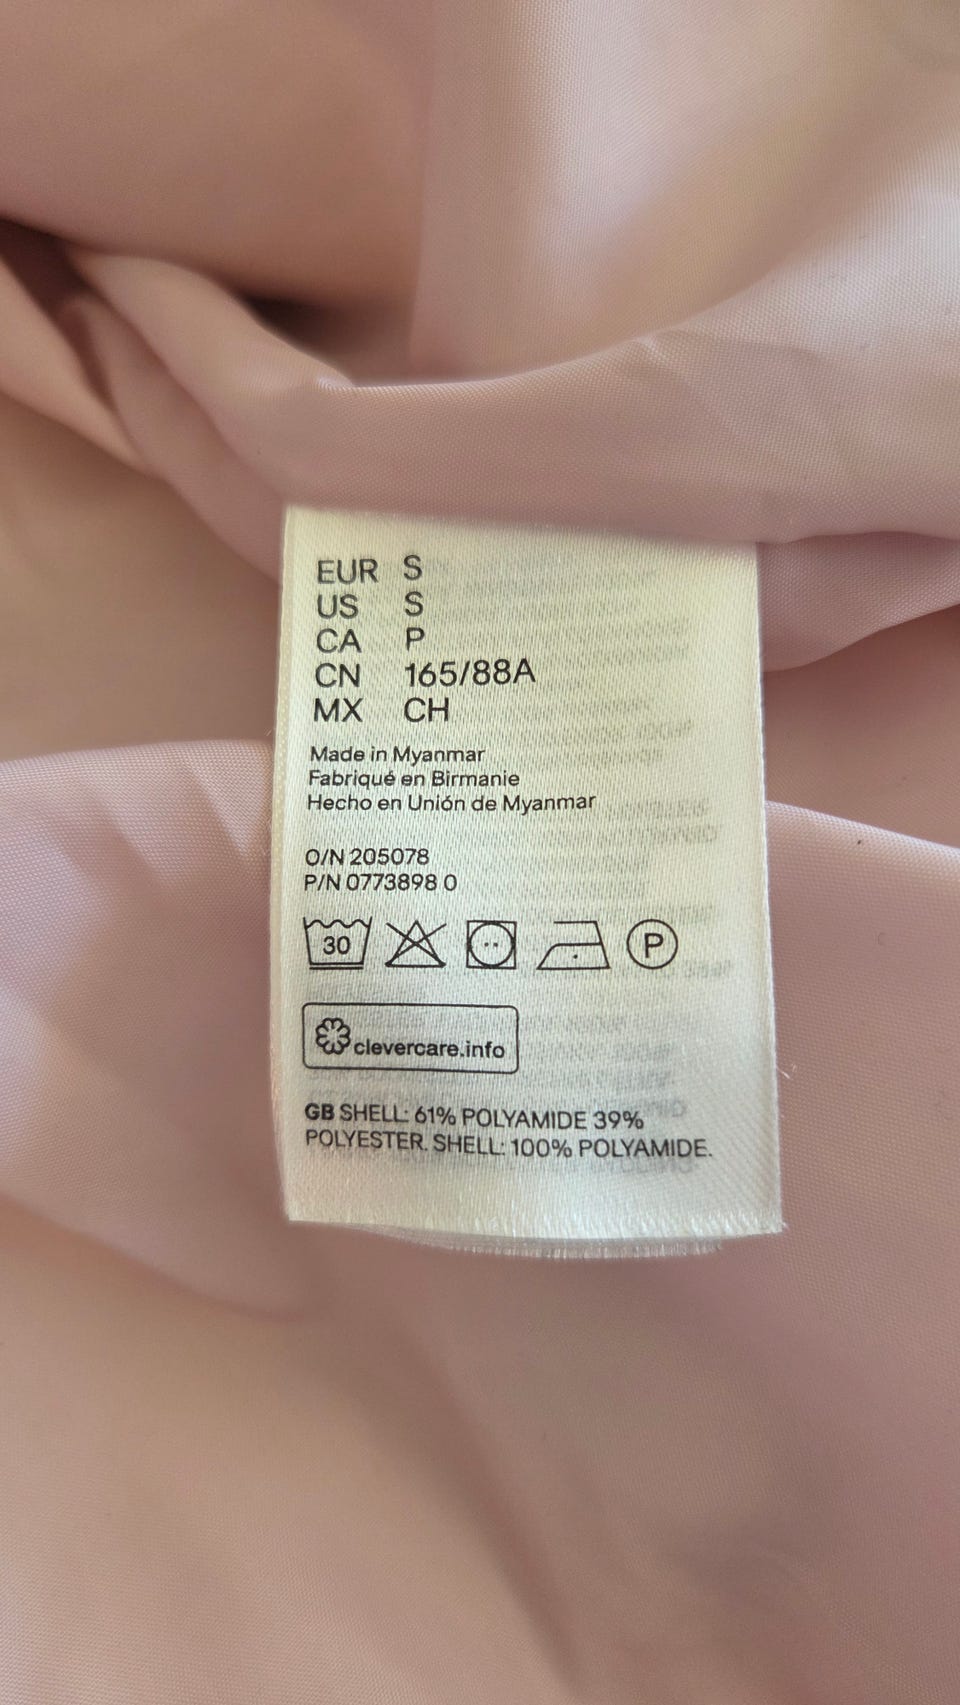 EUR S
US S
CA P
CN 165/88A
MX CH
Made in Myanmar
Fabriqué en Birmanie
Hecho en Unión de Myanmar
O/N 205078
P/N 0773898 0
30 P
clevercare.info
GB SHELL: 61% POLYAMIDE 39%
POLYESTER. SHELL: 100% POLYAMIDE.